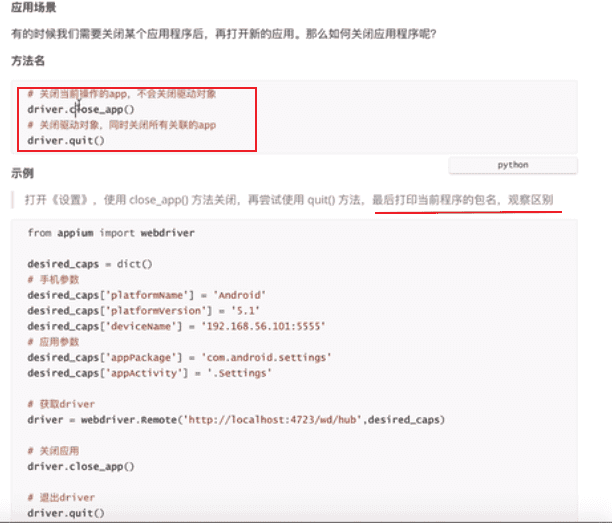 应用场景
有的时候我们需要关闭某个应用程序后，再打开新的应用。那么如何关闭应用程序呢?
方法名
# 关闭当前操作的app，不会关闭驱动对象
driver.close_app()
# 关闭驱动对象，同时关闭所有关联的app
driver.quit()
python
示例
打开《设置》，使用 close_app() 方法关闭，再尝试使用 quit() 方法，最后打印当前程序的包名，观察区别
from appium import webdriver
desired_caps = dict()
# 手机参数
desired_caps['platformName'] = 'Android'
desired_caps['platformVersion'] = '5.1'
desired_caps['deviceName'] = '192.168.56.101:5555'
# 应用参数
desired_caps['appPackage'] = 'com.android.settings'
desired_caps['appActivity'] = '.Settings'
# 获取driver
driver = webdriver.Remote('http://localhost:4723/wd/hub',desired_caps)
# 关闭应用
driver.close_app()
# 退出driver
driver.quit()